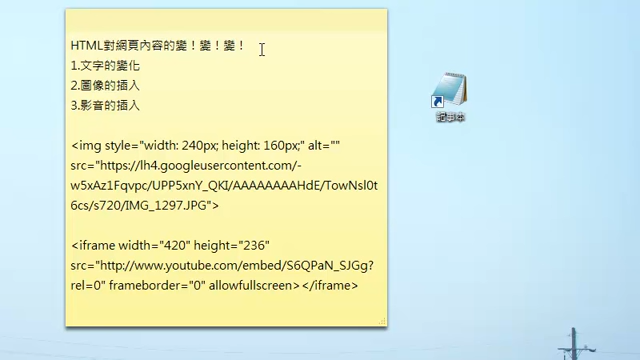 HTML對網頁內容的變！變！變！
1.文字的變化
2.圖像的插入
3.影音的插入
<img style="width: 240px; height: 160px;" alt=""
src="https://lh4.googleusercontent.com/-
w5xAz1Fqvpc/UPP5xnY_QKI/AAAAAAAAHdE/TowNsl0t
6cs/s720/IMG_1297.JPG">
<iframe width="420" height="236"
src="http://www.youtube.com/embed/S6QPaN_SJGg?
rel=0" frameborder="0" allowfullscreen></iframe>
記事本